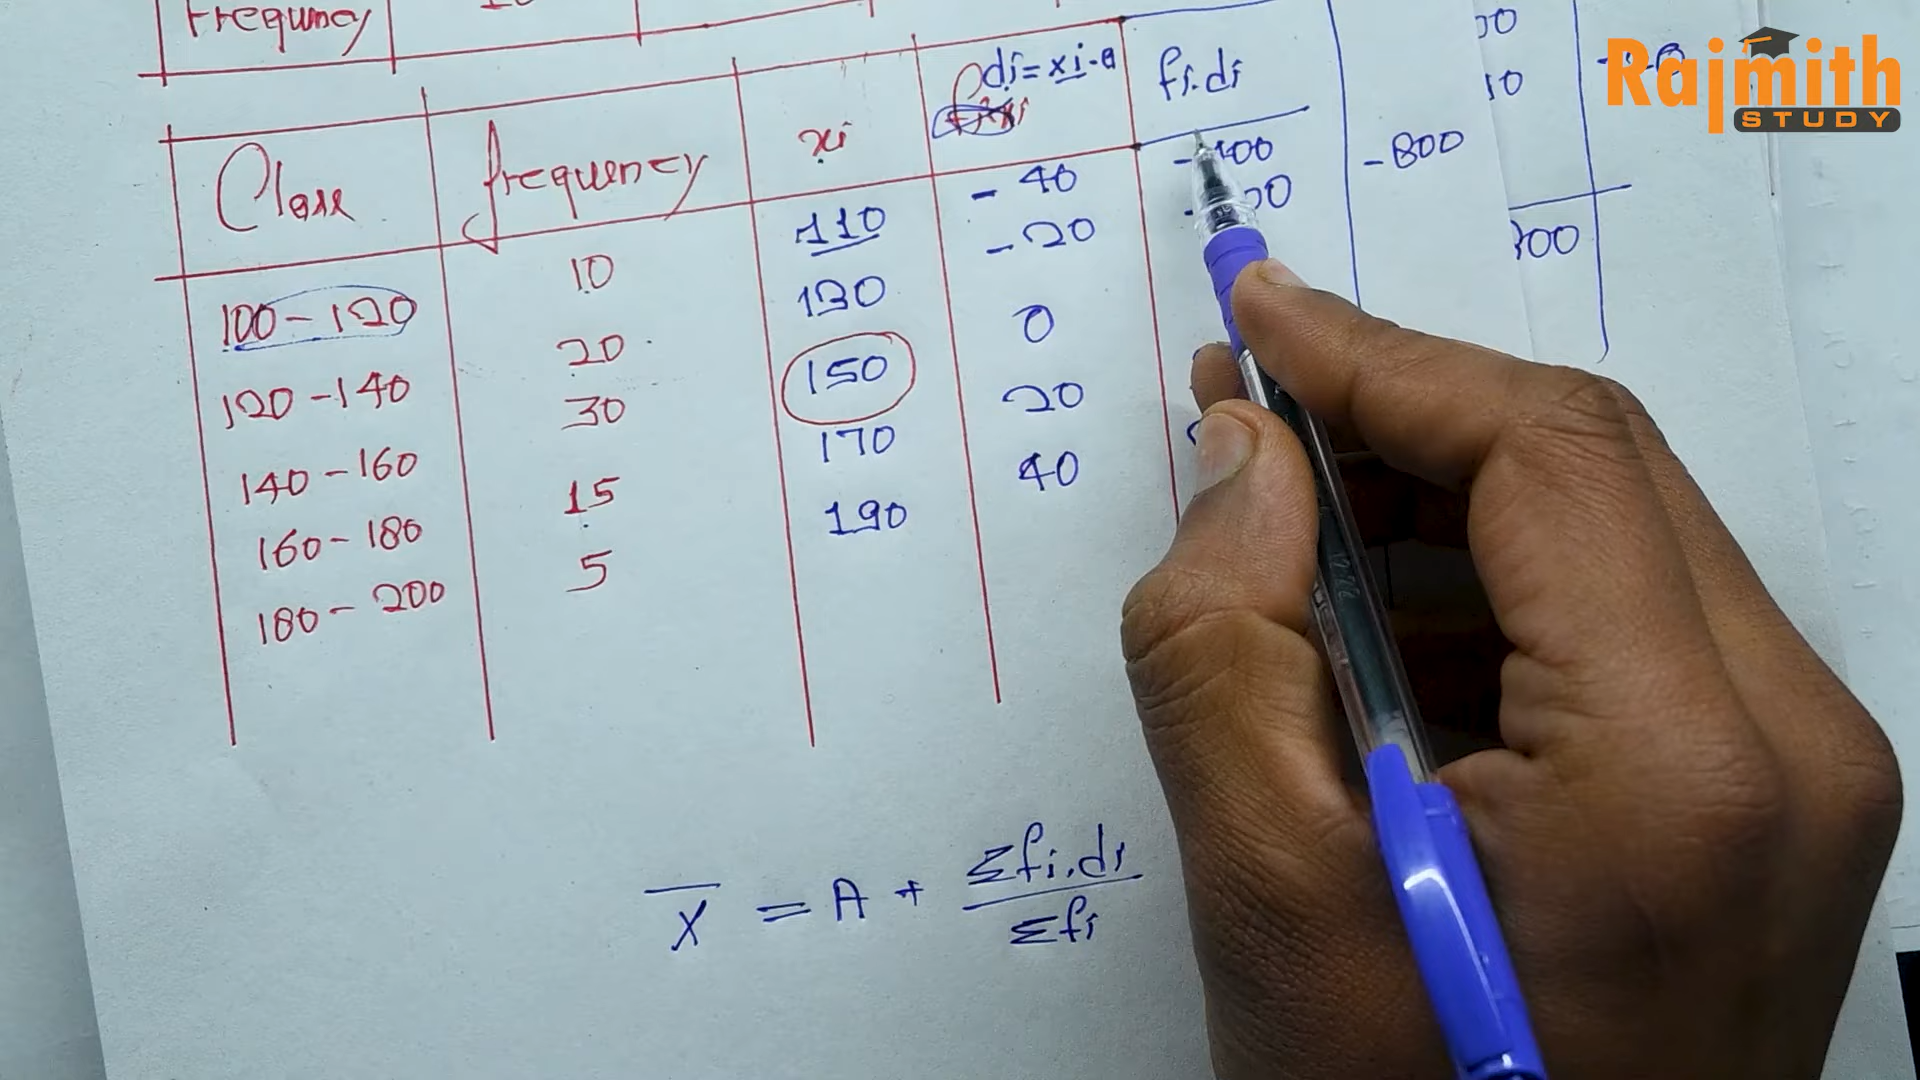 Frequency
Class frequency xi di=xi-a fi.di
100-120 10 110 -40 -400 -800
120-140 20 130 -20
140-160 30 150 0
160-180 15 170 20
180-200 5 190 40
X = A + Σfi.di
Σfi
Rajmith
STUDY